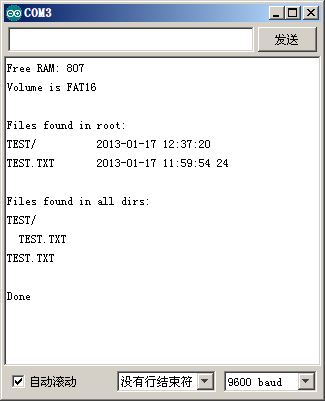 COM3
发送
Free RAM: 807
Volume is FAT16
Files found in root:
TEST/ 2013-01-17 12:37:20
TEST.TXT 2013-01-17 11:59:54 24
Files found in all dirs:
TEST/
TEST.TXT
TEST.TXT
Done
自动滚动 没有行结束符 9600 baud